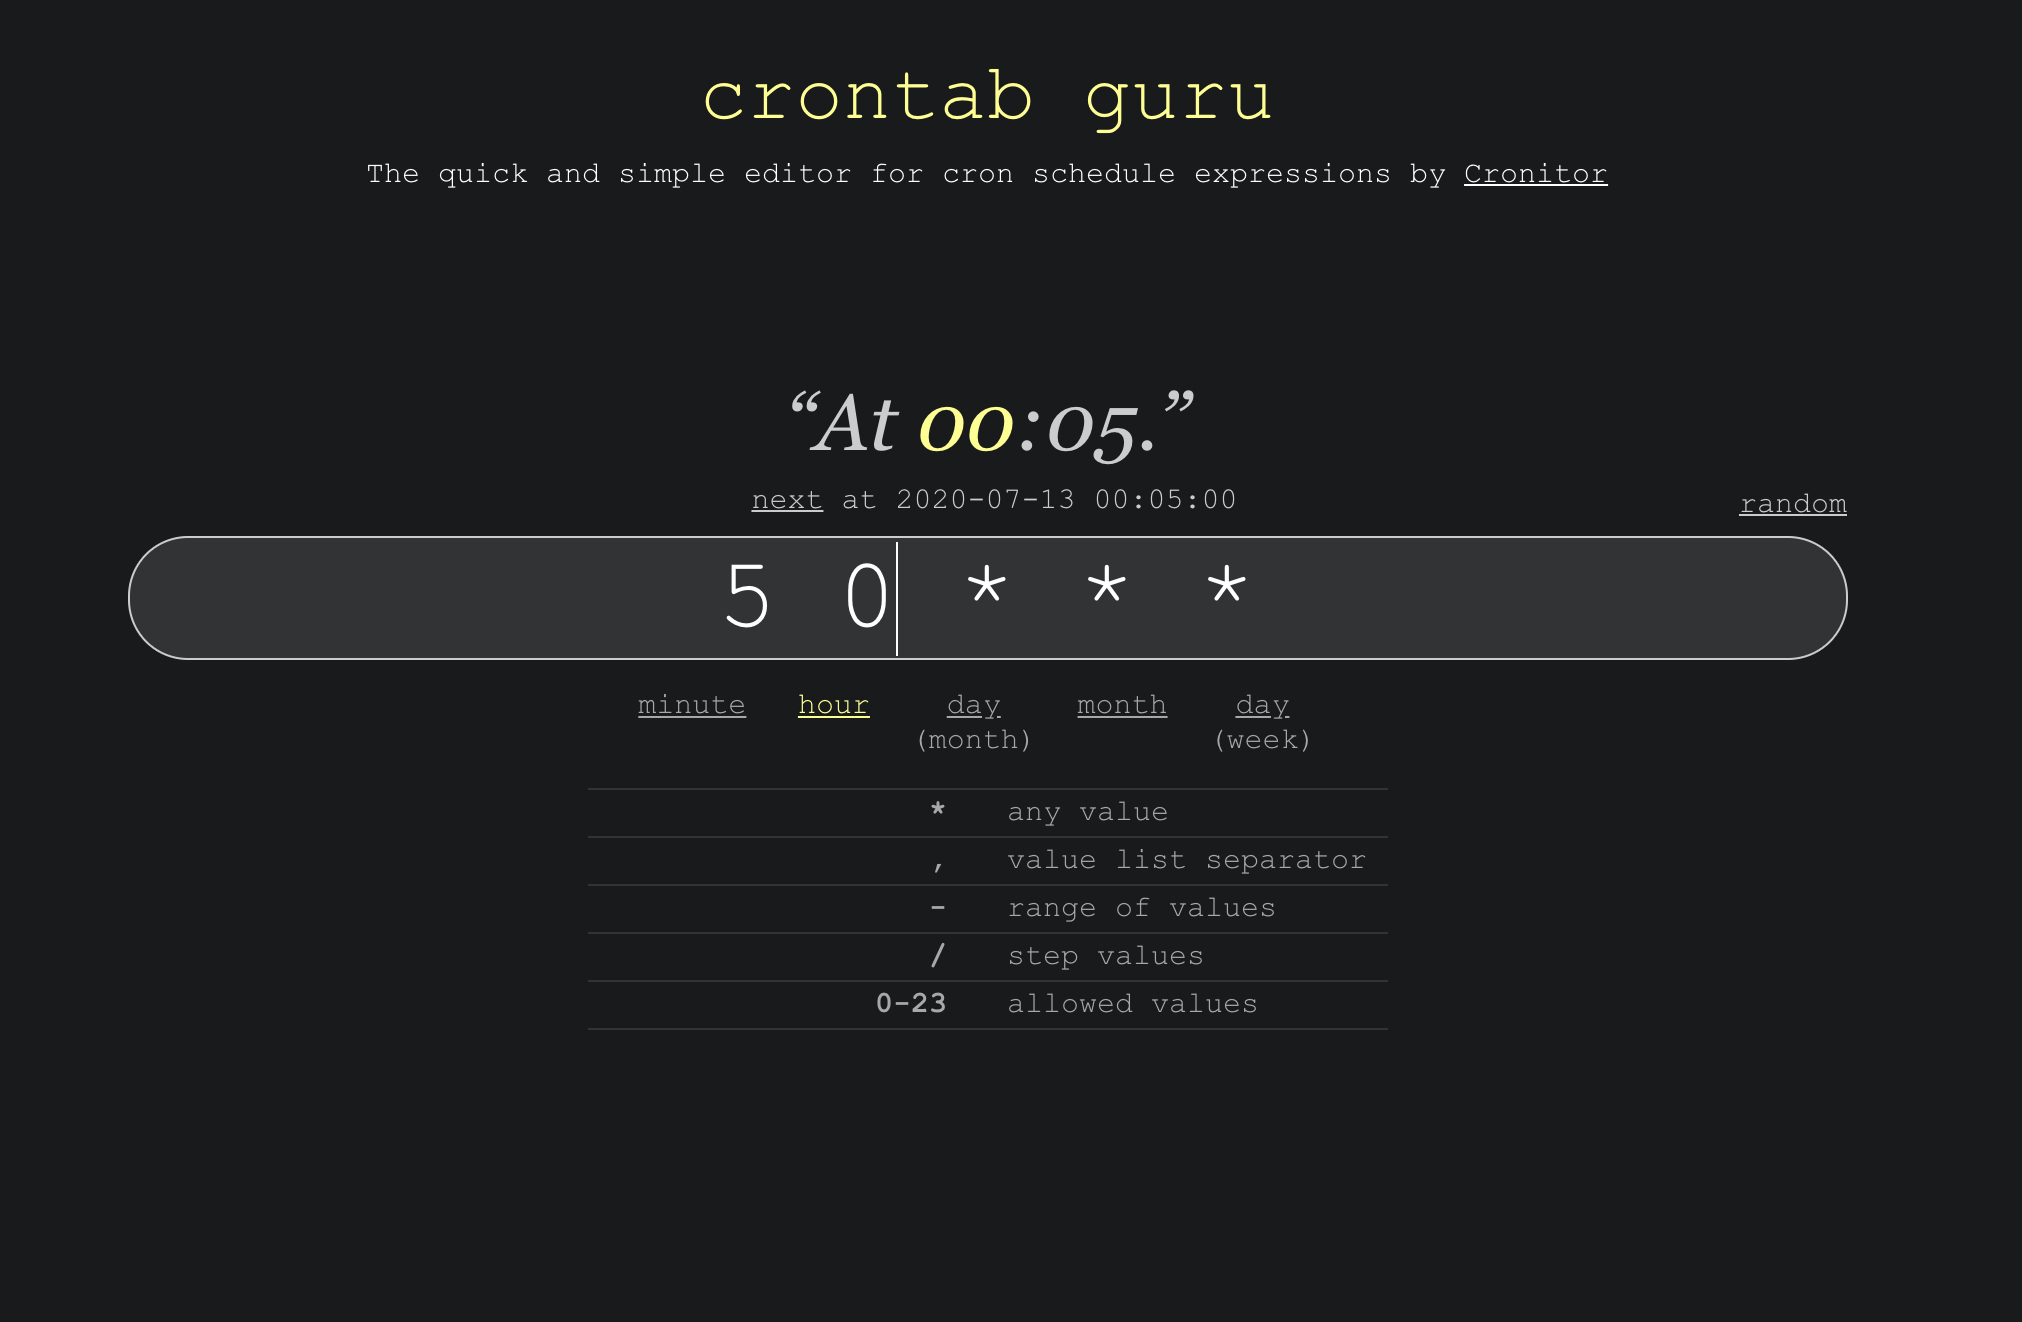 crontab guru
The quick and simple editor for cron schedule expressions by Cronitor
“At 00:05.”
next at 2020-07-13 00:05:00
random
5 0 * * *
minute hour day (month) month day (week)
* any value
, value list separator
- range of values
/ step values
0-23 allowed values